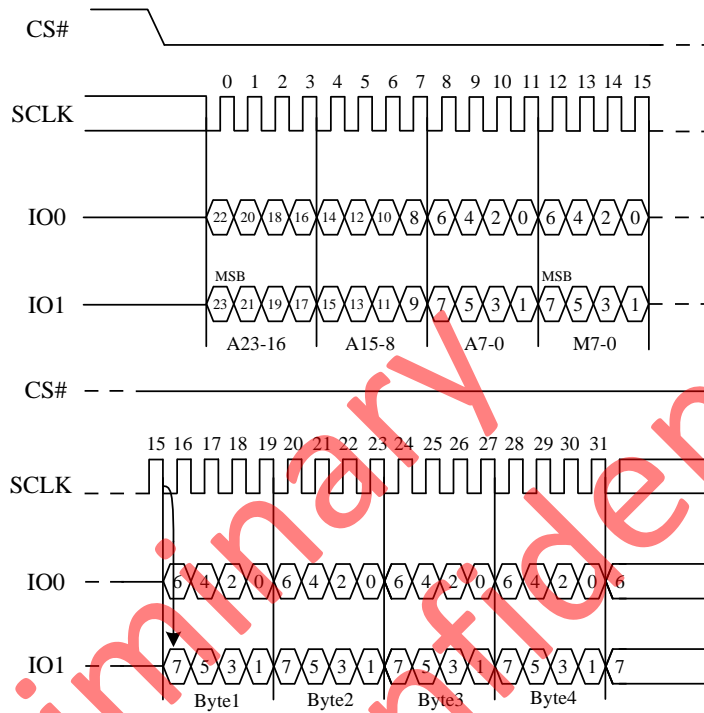 CS#
0 1 2 3 4 5 6 7 8 9 10 11 12 13 14 15
SCLK
IO0 22 20 18 16 14 12 10 8 6 4 2 0 6 4 2 0
MSB MSB
IO1 23 21 19 17 15 13 11 9 7 5 3 1 7 5 3 1
A23-16 A15-8 A7-0 M7-0
CS#
15 16 17 18 19 20 21 22 23 24 25 26 27 28 29 30 31
SCLK
IO0 6 4 2 0 6 4 2 0 6 4 2 0 6 4 2 0 6
IO1 7 5 3 1 7 5 3 1 7 5 3 1 7 5 3 1 7
Byte1 Byte2 Byte3 Byte4
iminary
nfiden